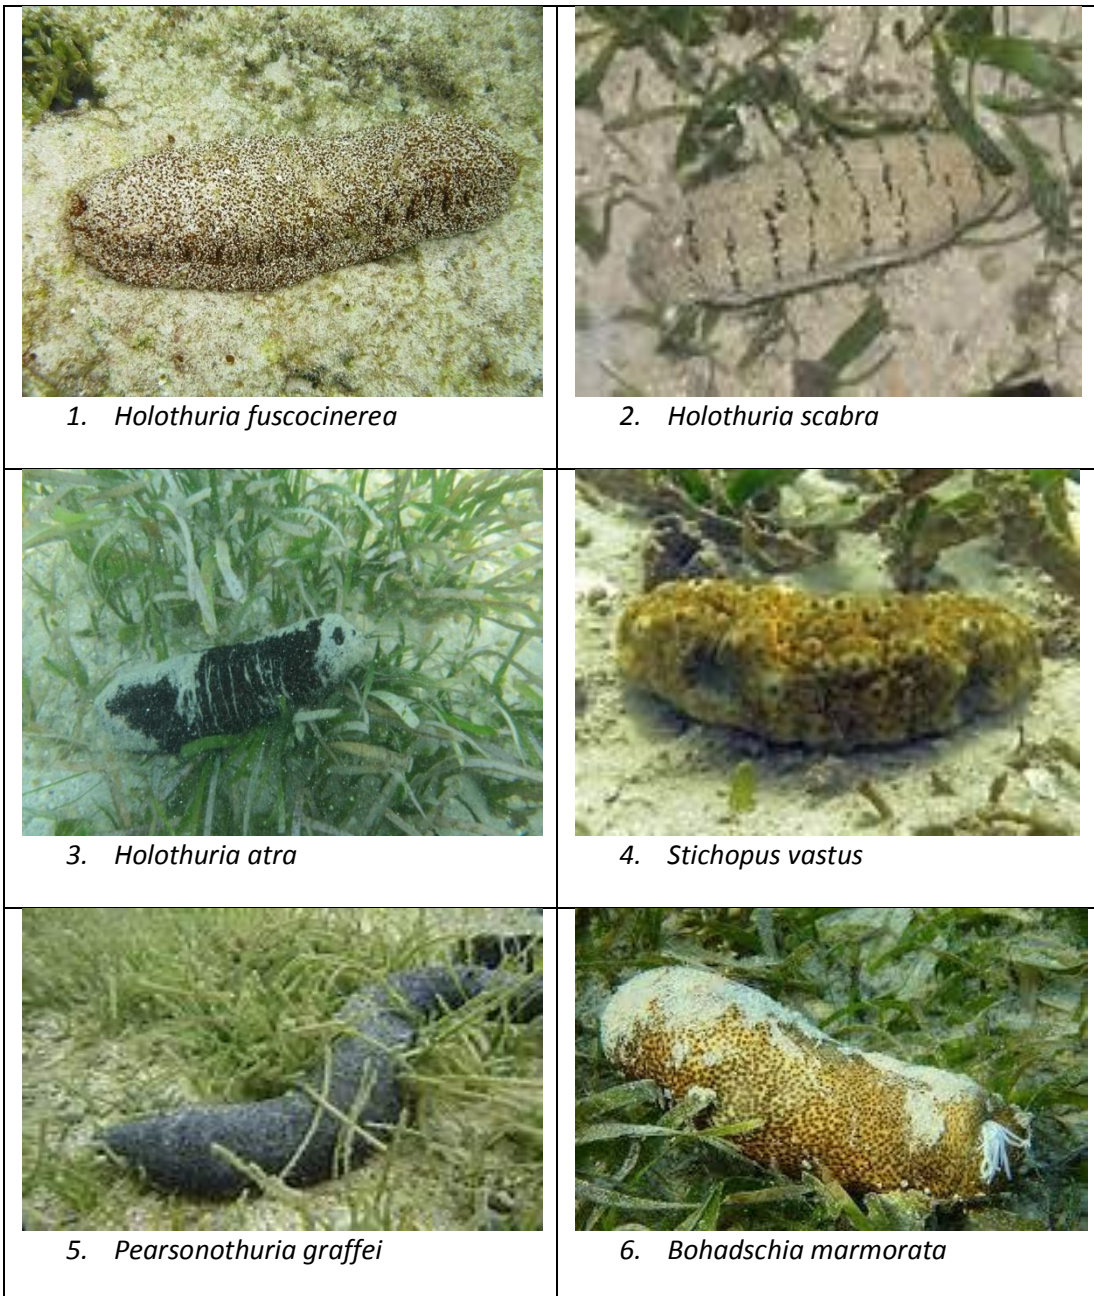 1. Holothuria fuscocinerea
2. Holothuria scabra
3. Holothuria atra
4. Stichopus vastus
5. Pearsonothuria graffei
6. Bohadschia marmorata